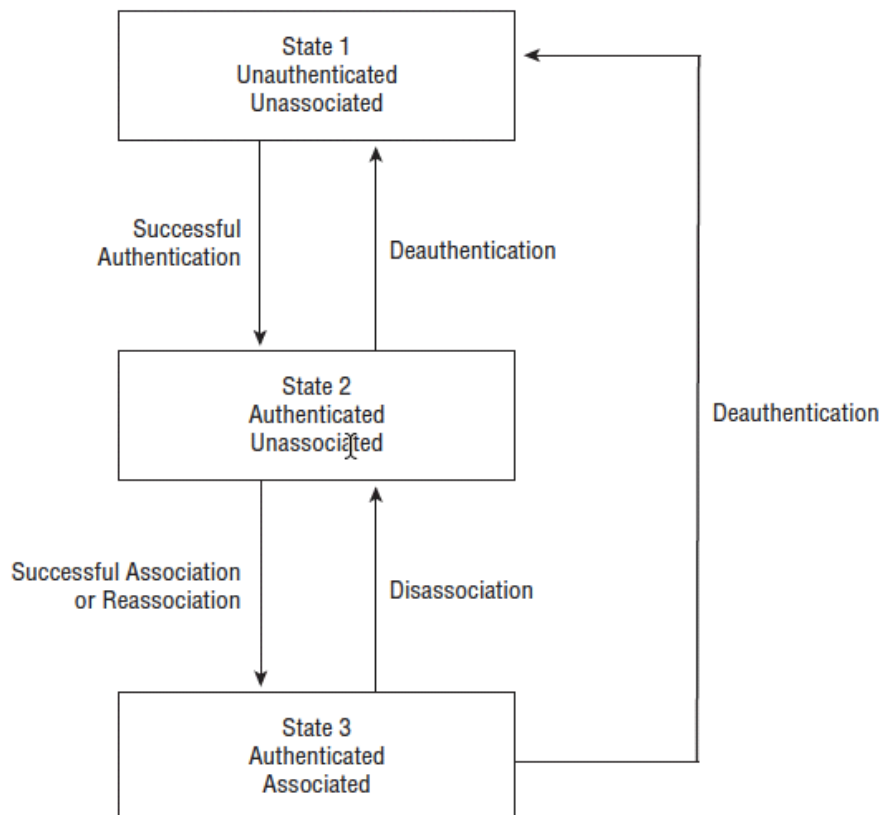 State 1
Unauthenticated
Unassociated
Successful
Authentication
Deauthentication
State 2
Authenticated
Unassociated
Deauthentication
Successful Association
or Reassociation
Disassociation
State 3
Authenticated
Associated